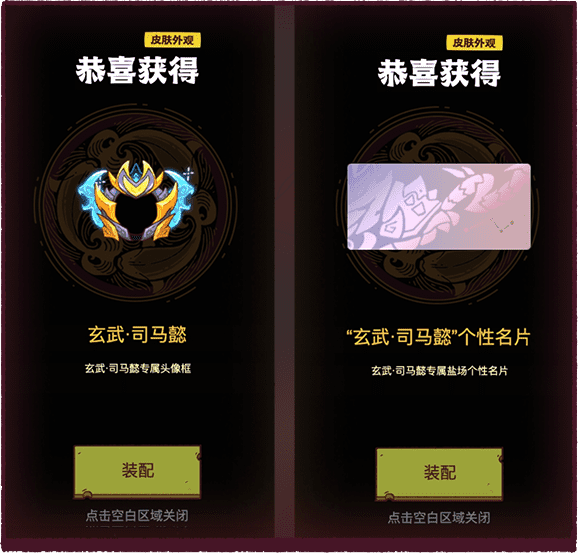 皮肤外观
恭喜获得
玄武·司马懿
玄武·司马懿专属头像框
装配
点击空白区域关闭
皮肤外观
恭喜获得
“玄武·司马懿”个性名片
玄武·司马懿专属盐场个性名片
装配
点击空白区域关闭